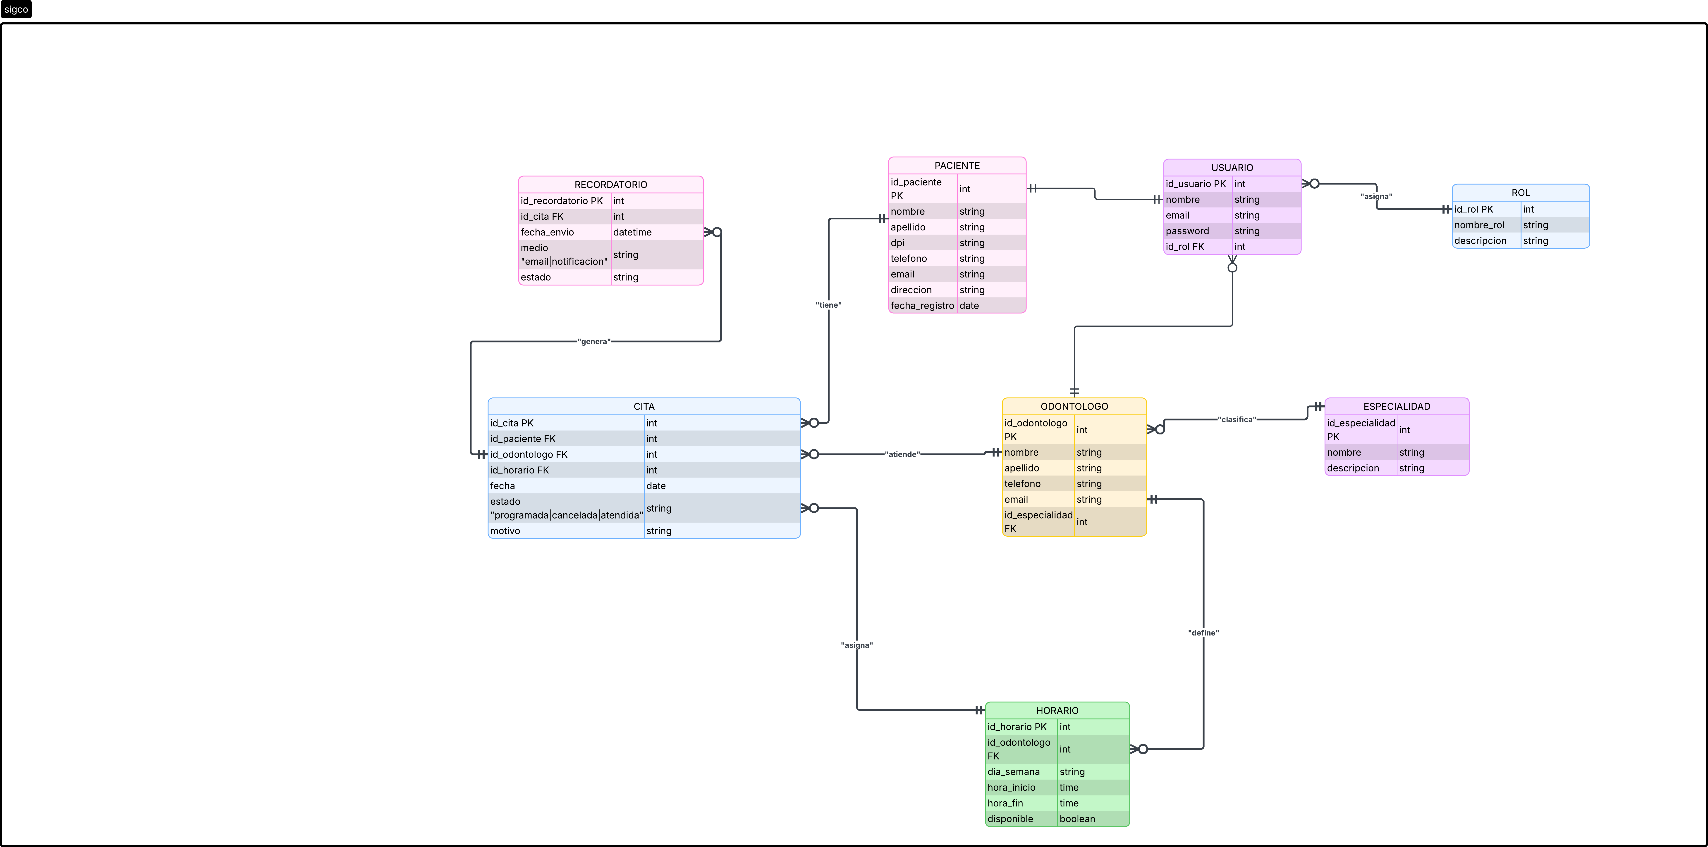 sigco
RECORDATORIO
id_recordatorio PK int
id_cita FK int
fecha_envio datetime
medio
"email|notificacion" string
estado string
PACIENTE
id_paciente
PK int
nombre string
apellido string
dpi string
telefono string
email string
direccion string
fecha_registro date
USUARIO
id_usuario PK int
nombre string
email string
password string
id_rol FK int
"asigna"
ROL
id_rol PK int
nombre_rol string
descripcion string
"tiene"
"genera"
CITA
id_cita PK int
id_paciente FK int
id_odontologo FK int
id_horario FK int
fecha date
estado
"programada|cancelada|atendida" string
motivo string
"atiende"
ODONTOLOGO
id_odontologo
PK int
nombre string
apellido string
telefono string
email string
id_especialidad
FK int
"clasifica"
ESPECIALIDAD
id_especialidad
PK int
nombre string
descripcion string
"define"
"asigna"
HORARIO
id_horario PK int
id_odontologo
FK int
dia_semana string
hora_inicio time
hora_fin time
disponible boolean